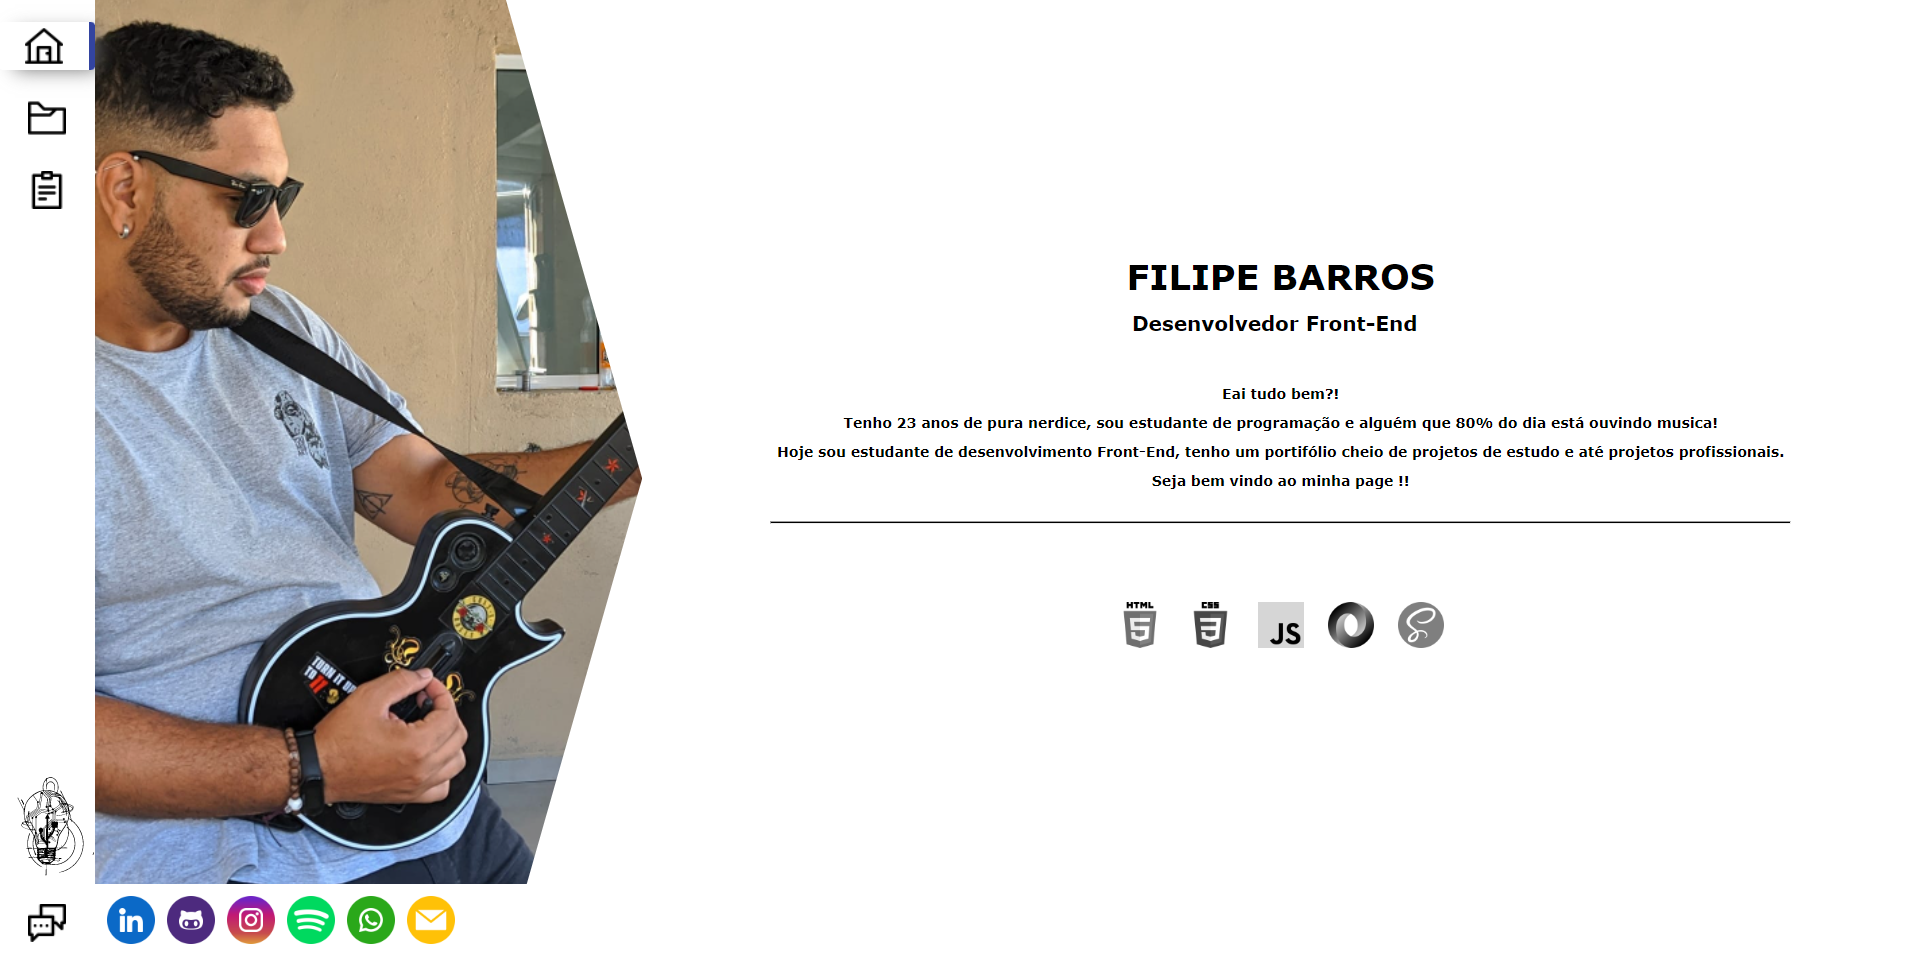 FILIPE BARROS
Desenvolvedor Front-End
Eai tudo bem?!
Tenho 23 anos de pura nerdice, sou estudante de programação e alguém que 80% do dia está ouvindo musica!
Hoje sou estudante de desenvolvimento Front-End, tenho um portifólio cheio de projetos de estudo e até projetos profissionais.
Seja bem vindo ao minha page !!
HTML
5
CSS
3
JS
TURN IT UP
TO 11
in